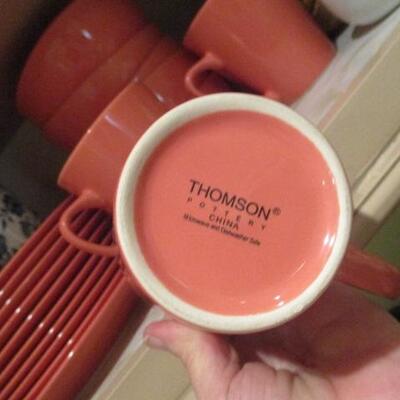 THOMSON®
POTTERY
CHINA
Microwave and Dishwasher Safe